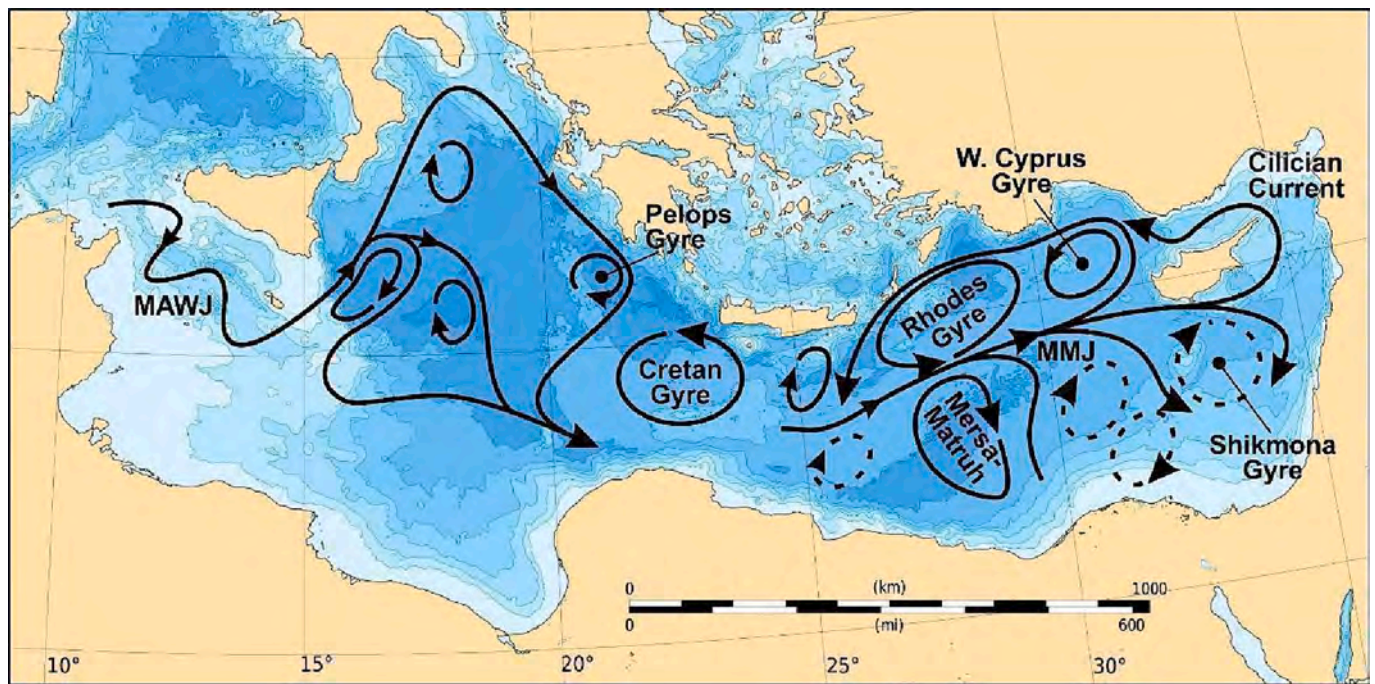 W. Cyprus
Gyre
Cilician
Current
Pelops
Gyre
MAWJ
Rhodes
Gyre
MMJ
Cretan
Gyre
Mersa-
Matruh
Shikmona
Gyre
0 (km) 1000
0 (mi) 600
10° 15° 20° 25° 30°